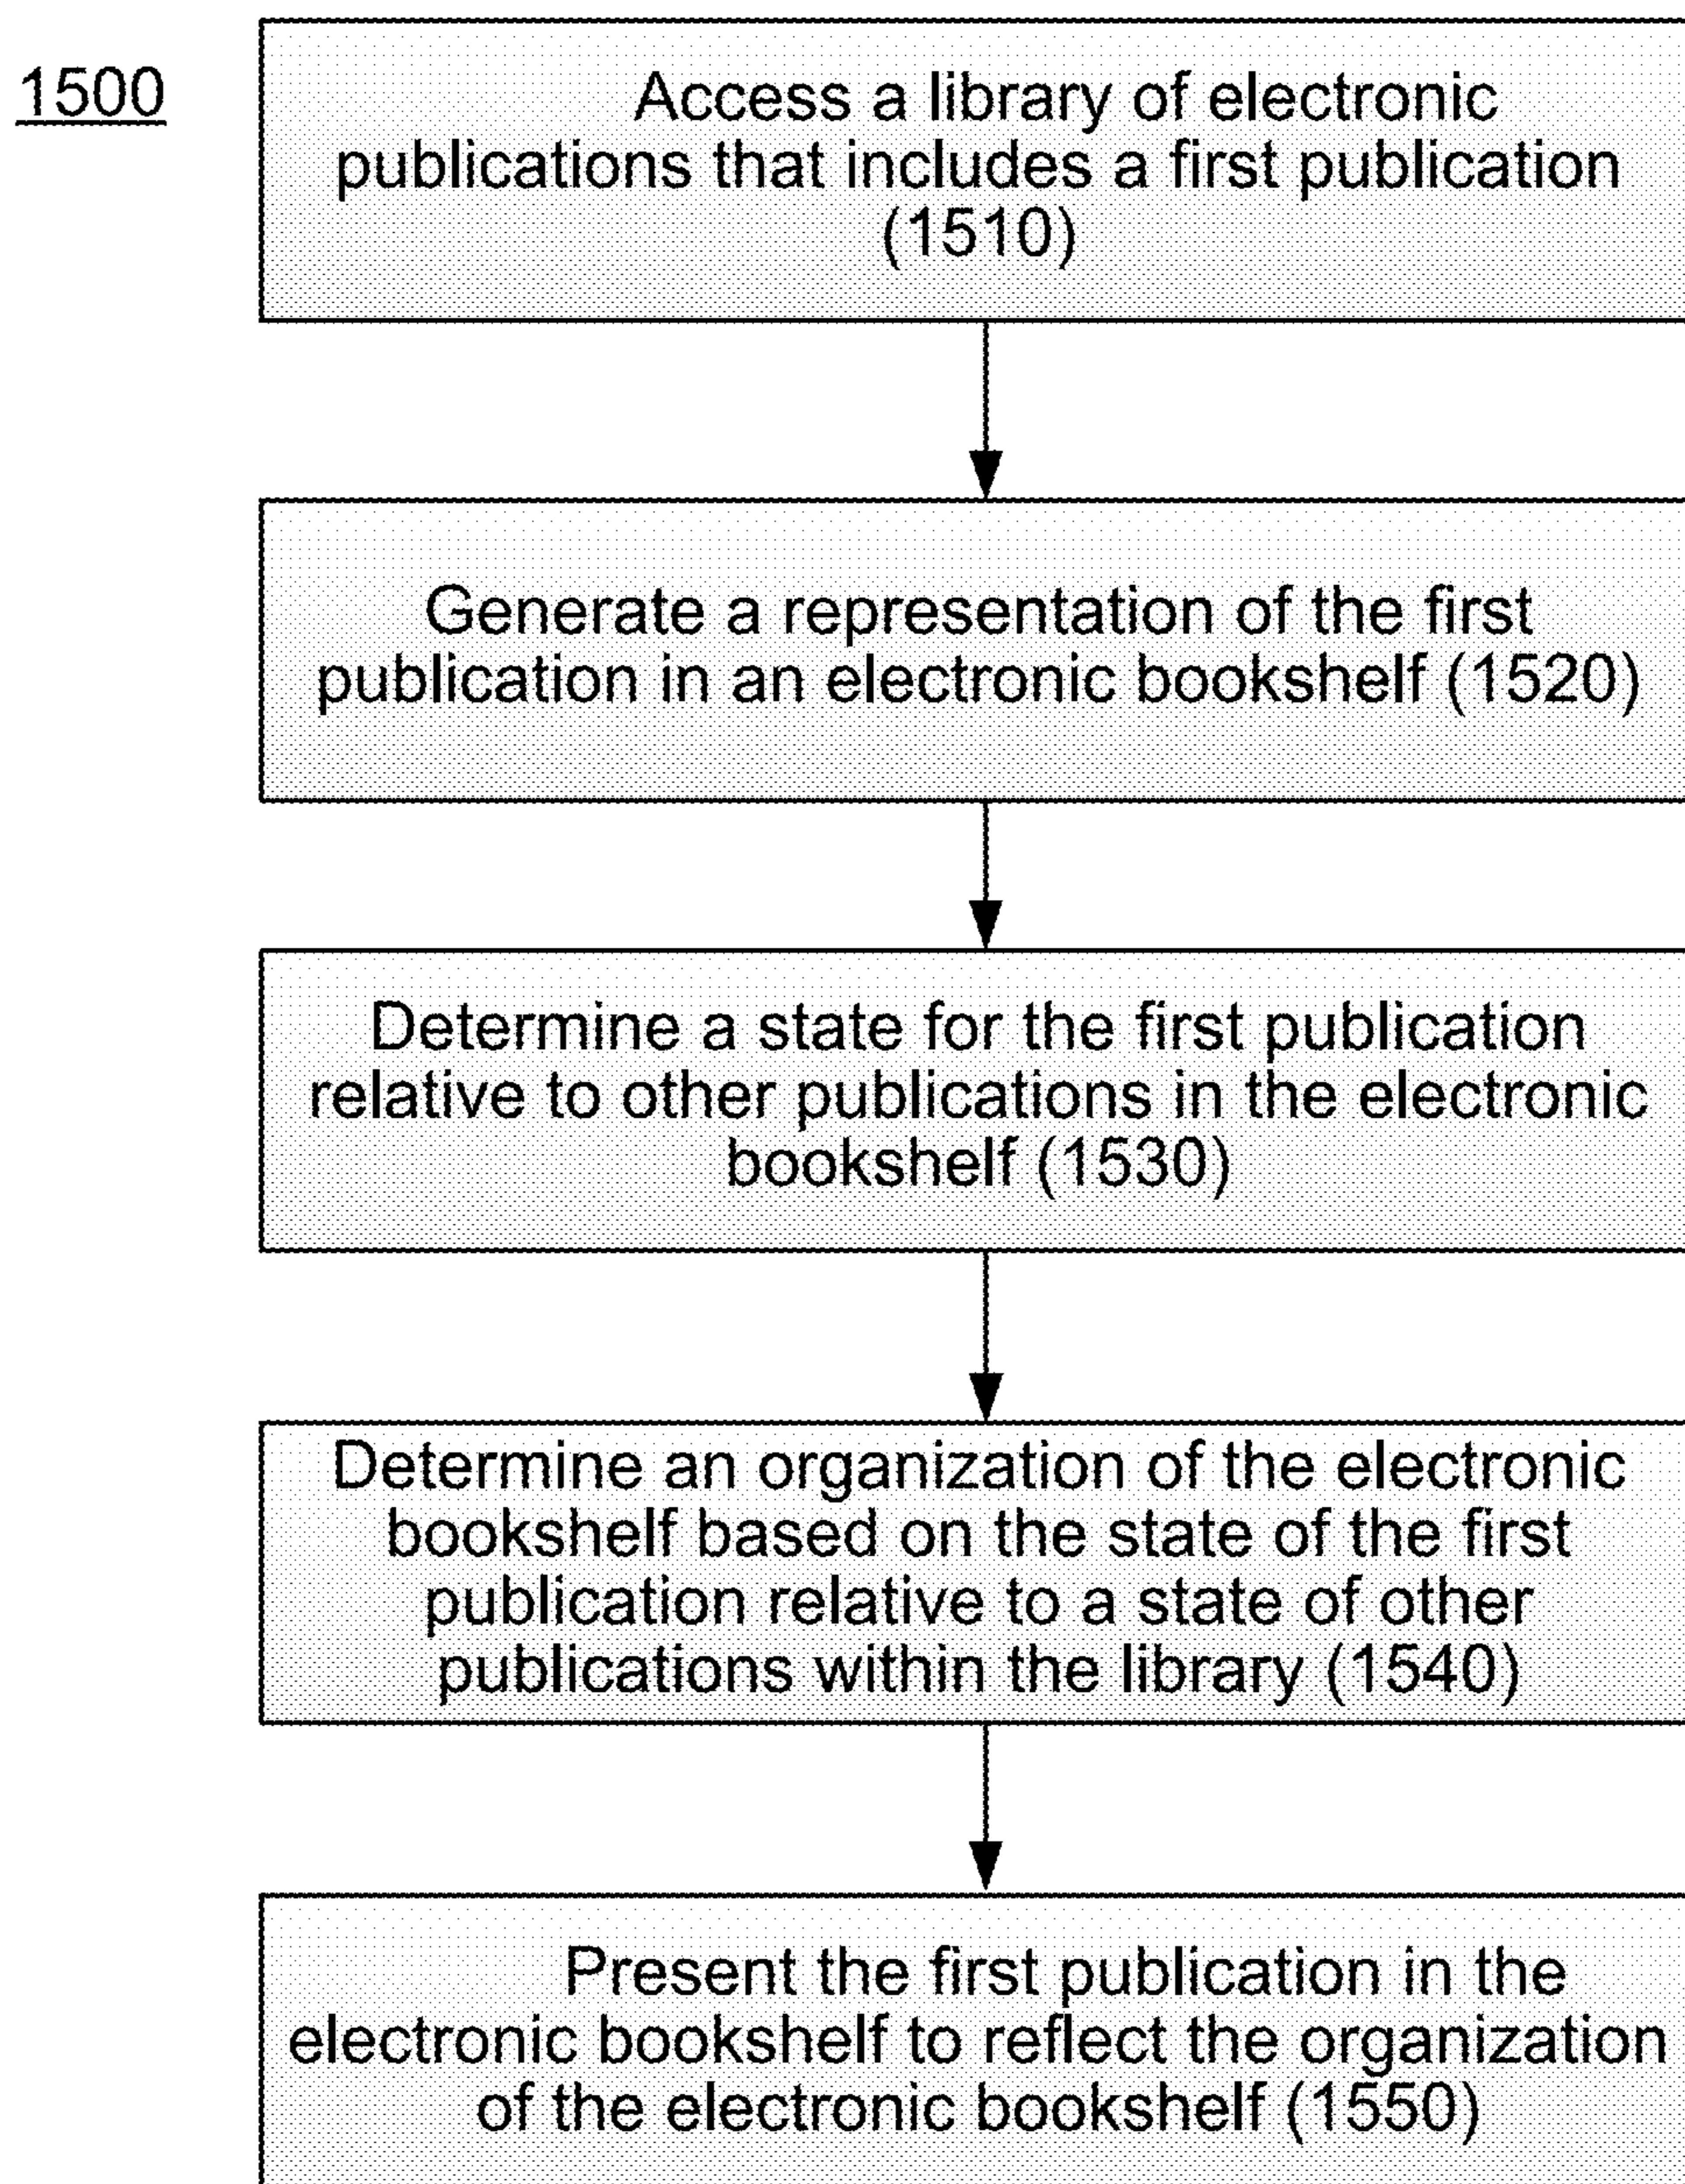 1500
Access a library of electronic
publications that includes a first publication
(1510)
Generate a representation of the first
publication in an electronic bookshelf (1520)
Determine a state for the first publication
relative to other publications in the electronic
bookshelf (1530)
Determine an organization of the electronic
bookshelf based on the state of the first
publication relative to a state of other
publications within the library (1540)
Present the first publication in the
electronic bookshelf to reflect the organization
of the electronic bookshelf (1550)